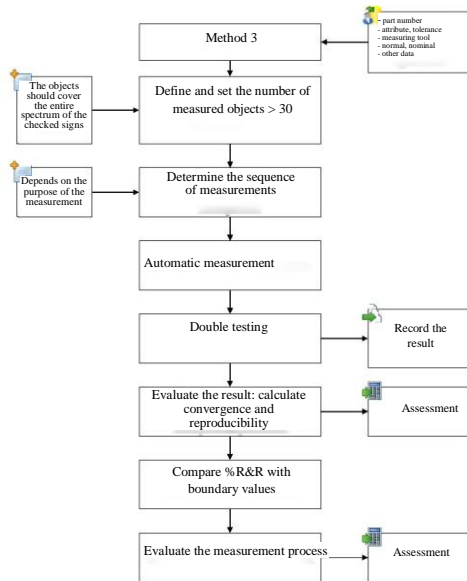 - part number
- attribute, tolerance
- measuring tool
- normal, nominal
- other data
Method 3
The objects
should cover
the entire
spectrum of the
checked signs
Define and set the number of
measured objects > 30
Depends on the
purpose of the
measurement
Determine the sequence
of measurements
Automatic measurement
Double testing
Record the
result
Evaluate the result: calculate
convergence and
reproducibility
Assessment
Compare %R&R with
boundary values
Evaluate the measurement process
Assessment